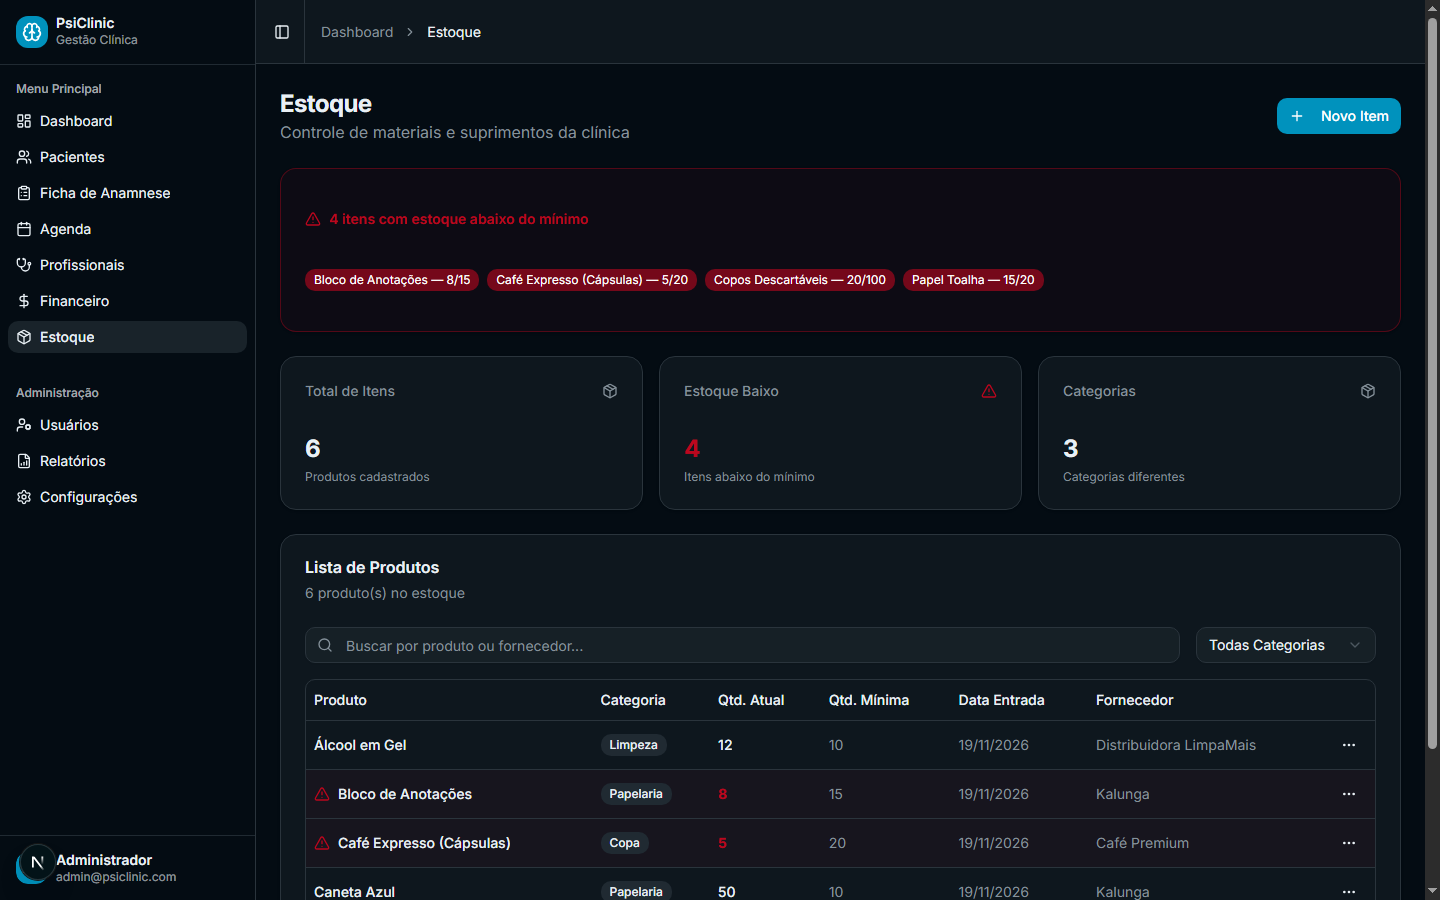 PsiClinic
Gestão Clínica
Menu Principal
Dashboard
Pacientes
Ficha de Anamnese
Agenda
Profissionais
Financeiro
Estoque
Administração
Usuários
Relatórios
Configurações
N
Administrador
admin@psiclinic.com
Dashboard > Estoque
Estoque
Controle de materiais e suprimentos da clínica
+ Novo Item
4 itens com estoque abaixo do mínimo
Bloco de Anotações — 8/15 Café Expresso (Cápsulas) — 5/20 Copos Descartáveis — 20/100 Papel Toalha — 15/20
Total de Itens
6
Produtos cadastrados
Estoque Baixo
4
Itens abaixo do mínimo
Categorias
3
Categorias diferentes
Lista de Produtos
6 produto(s) no estoque
Buscar por produto ou fornecedor...
Todas Categorias
Produto Categoria Qtd. Atual Qtd. Mínima Data Entrada Fornecedor
Álcool em Gel Limpeza 12 10 19/11/2026 Distribuidora LimpaMais ...
Bloco de Anotações Papelaria 8 15 19/11/2026 Kalunga ...
Café Expresso (Cápsulas) Copa 5 20 19/11/2026 Café Premium ...
Caneta Azul Papelaria 50 10 19/11/2026 Kalunga ...